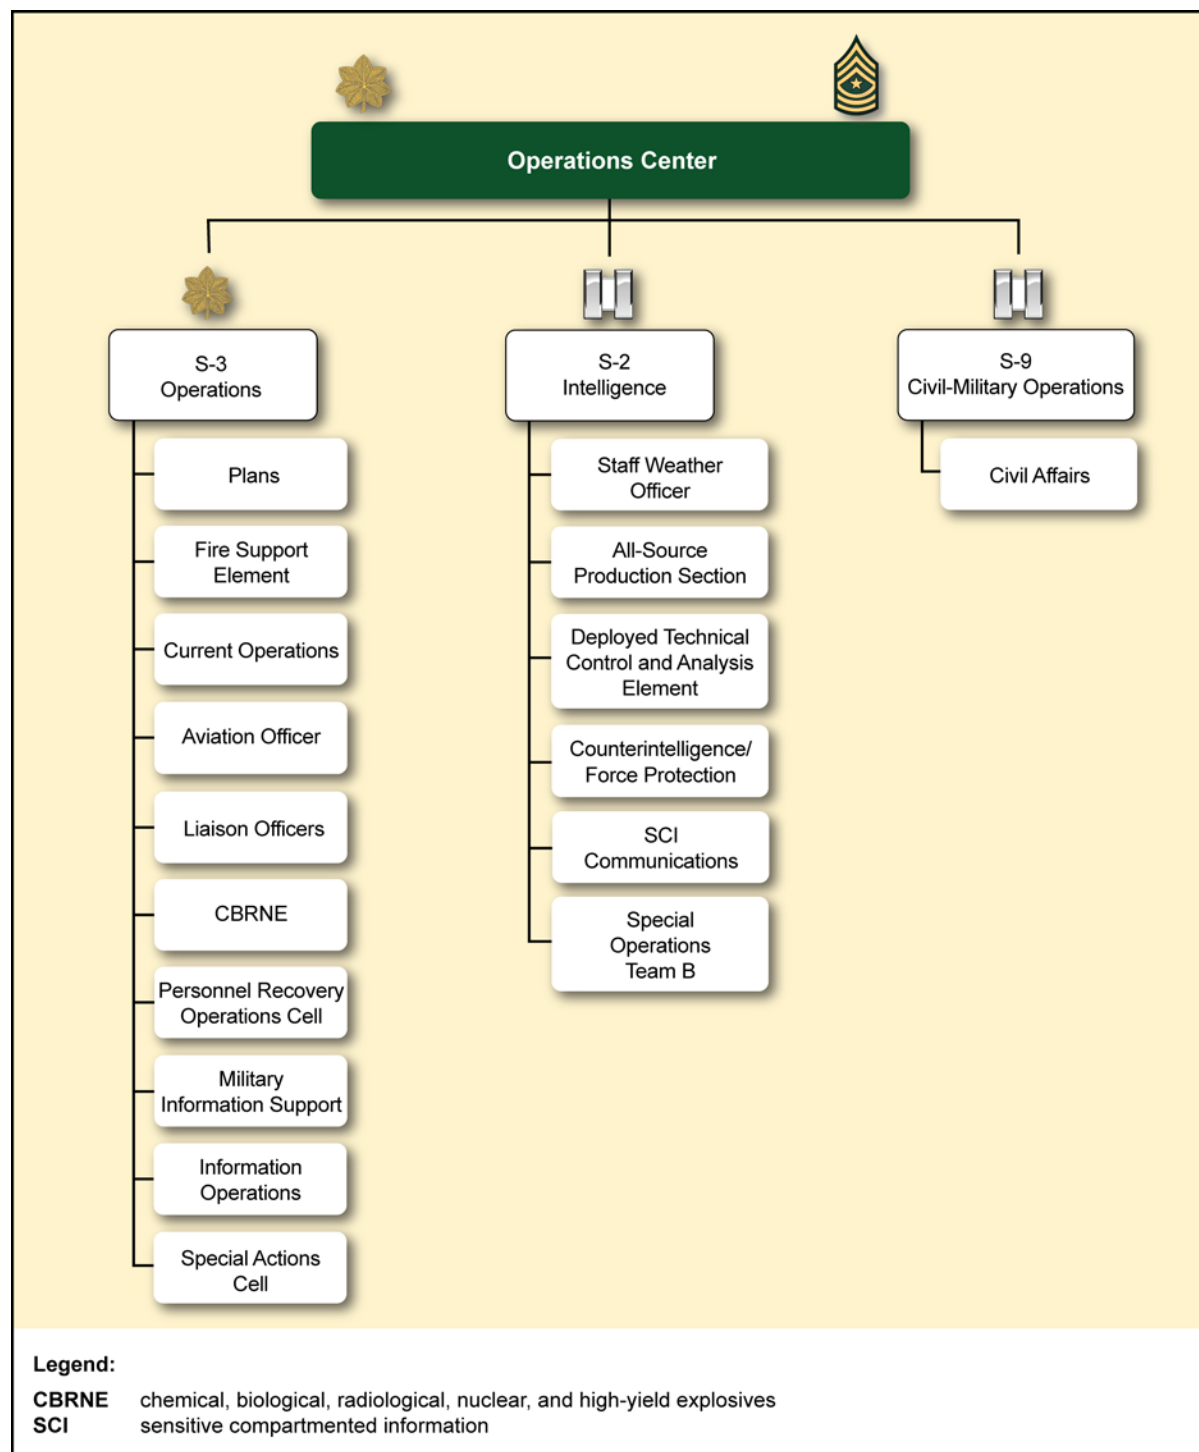 Operations Center
S-3
Operations
Plans
Fire Support
Element
Current Operations
Aviation Officer
Liaison Officers
CBRNE
Personnel Recovery
Operations Cell
Military
Information Support
Information
Operations
Special Actions
Cell
S-2
Intelligence
Staff Weather
Officer
All-Source
Production Section
Deployed Technical
Control and Analysis
Element
Counterintelligence/
Force Protection
SCI
Communications
Special
Operations
Team B
S-9
Civil-Military Operations
Civil Affairs
Legend:
CBRNE chemical, biological, radiological, nuclear, and high-yield explosives
SCI sensitive compartmented information